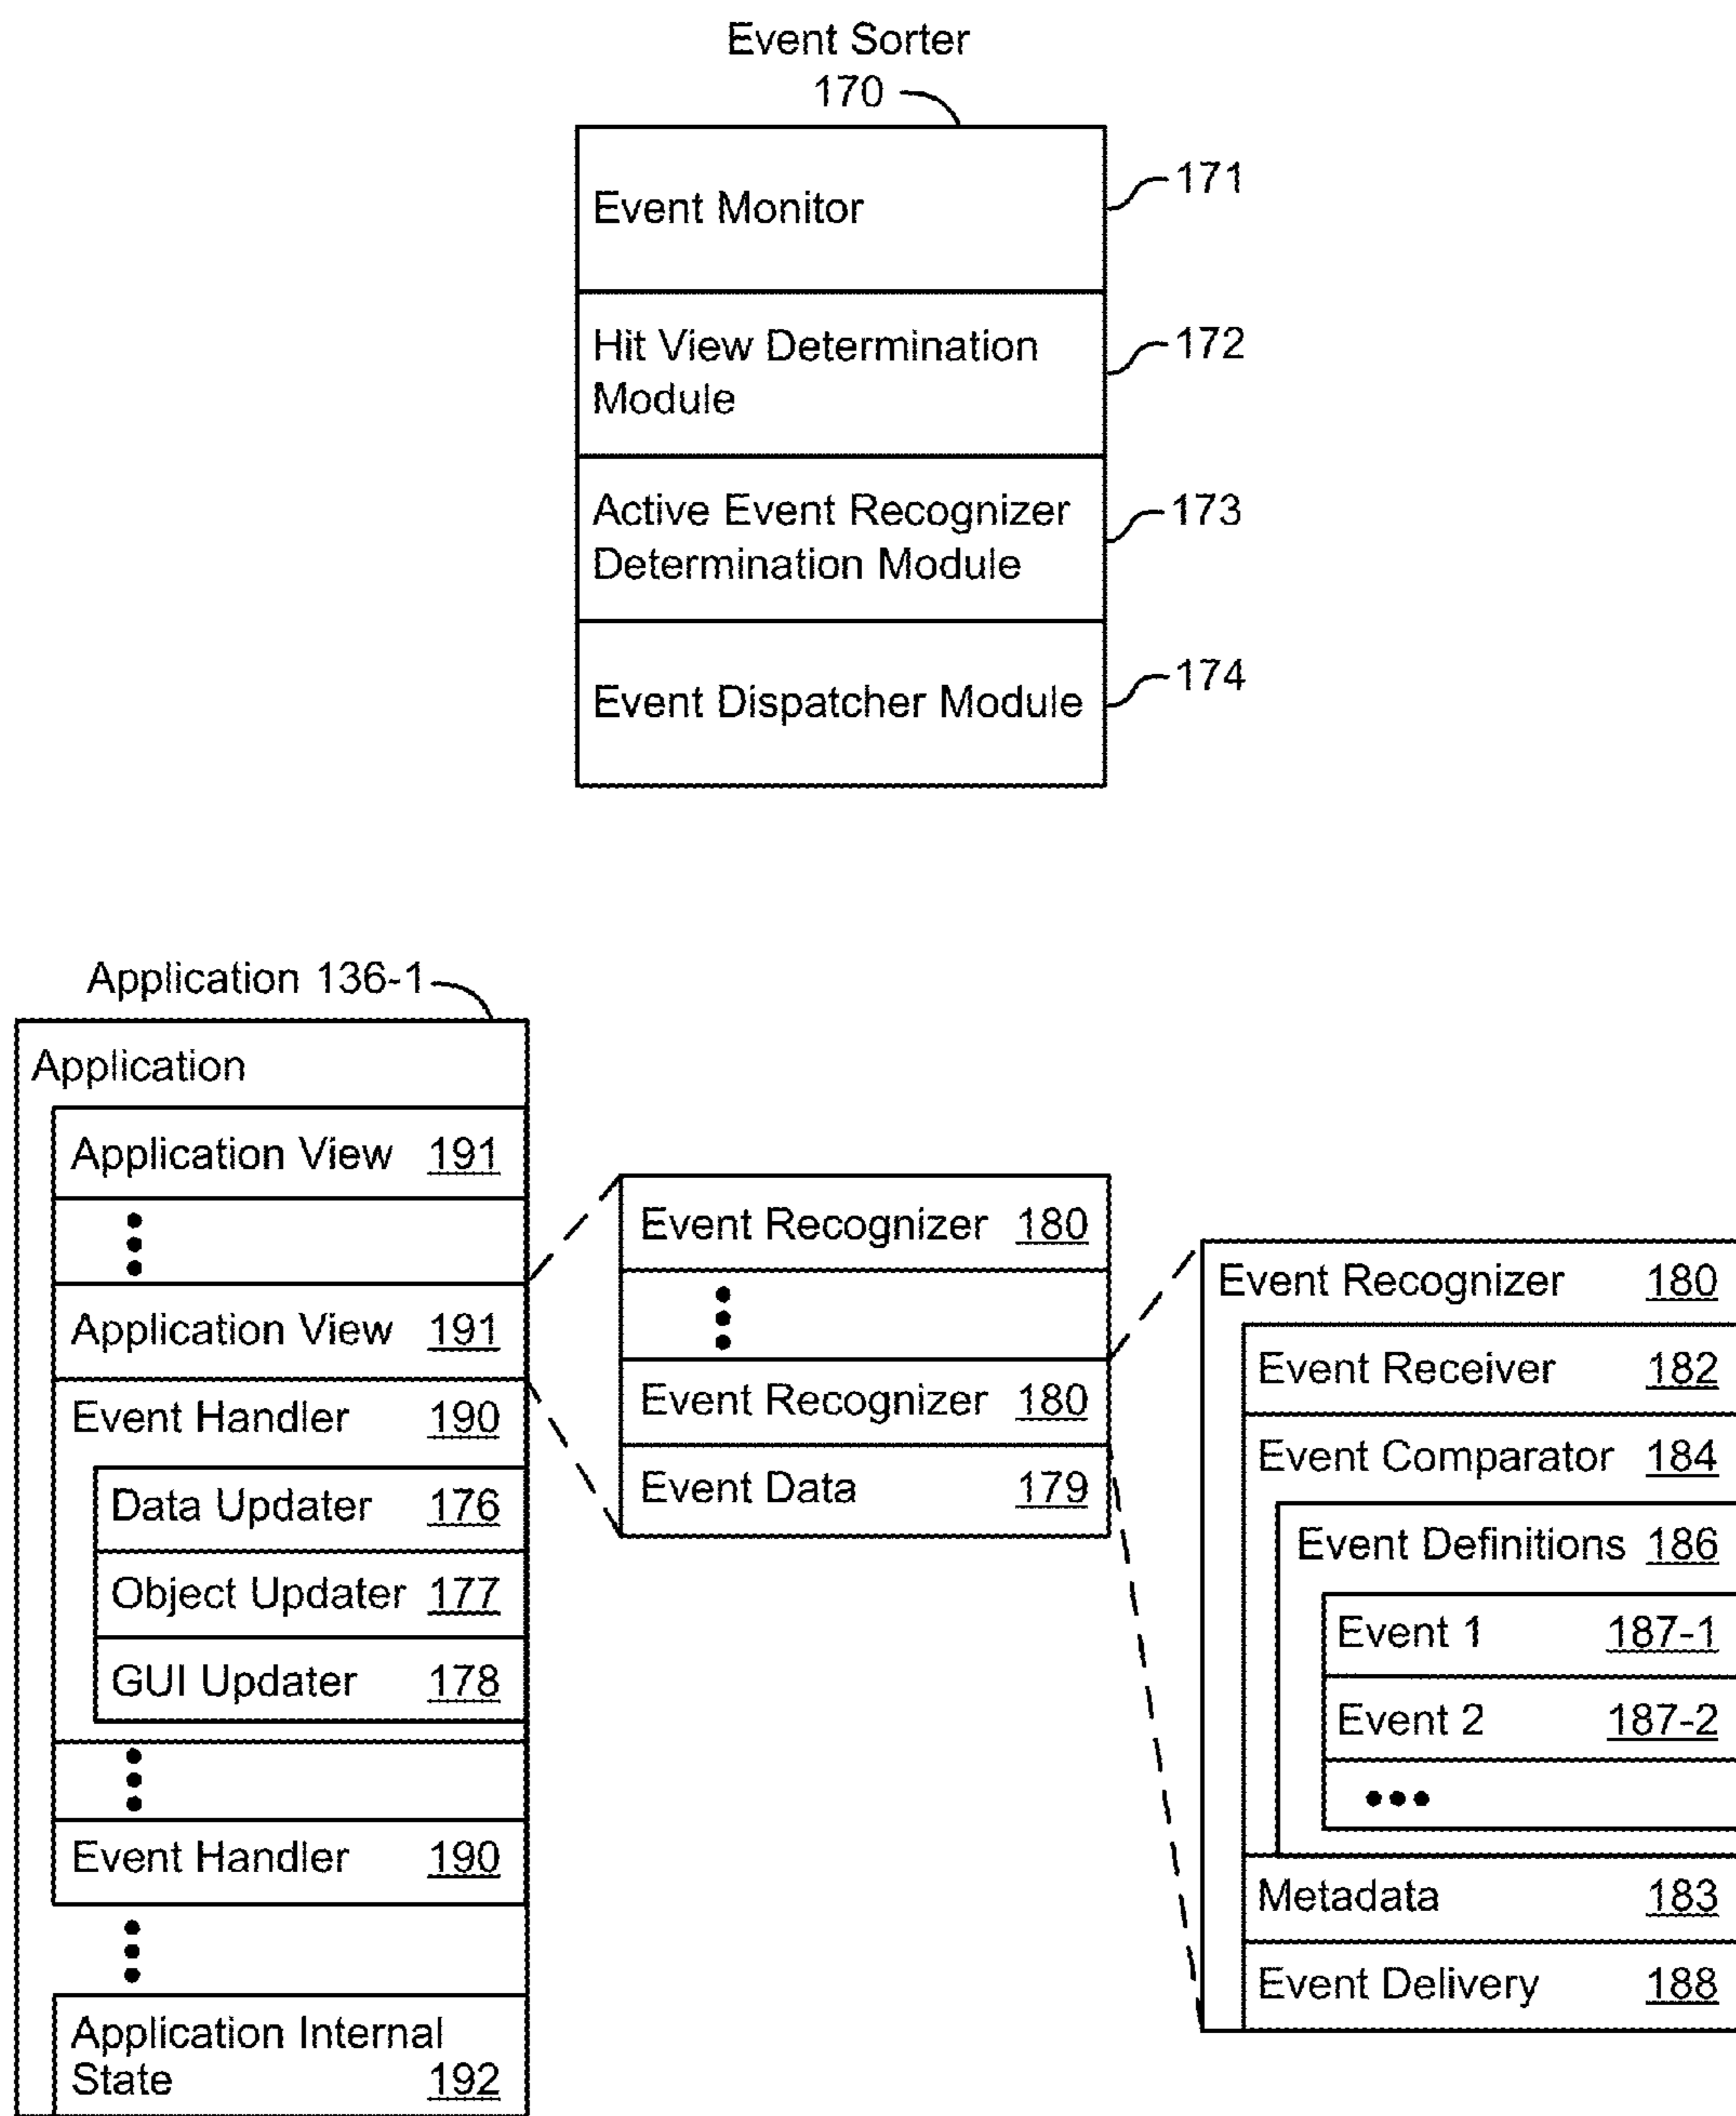 Event Sorter
170
Event Monitor
171
Hit View Determination
Module
172
Active Event Recognizer
Determination Module
173
Event Dispatcher Module
174
Application 136-1
Application
Application View 191
Application View 191
Event Handler 190
Data Updater 176
Object Updater 177
GUI Updater 178
Event Handler 190
Application Internal
State 192
Event Recognizer 180
Event Recognizer 180
Event Data 179
Event Recognizer 180
Event Receiver 182
Event Comparator 184
Event Definitions 186
Event 1 187-1
Event 2 187-2
Metadata 183
Event Delivery 188